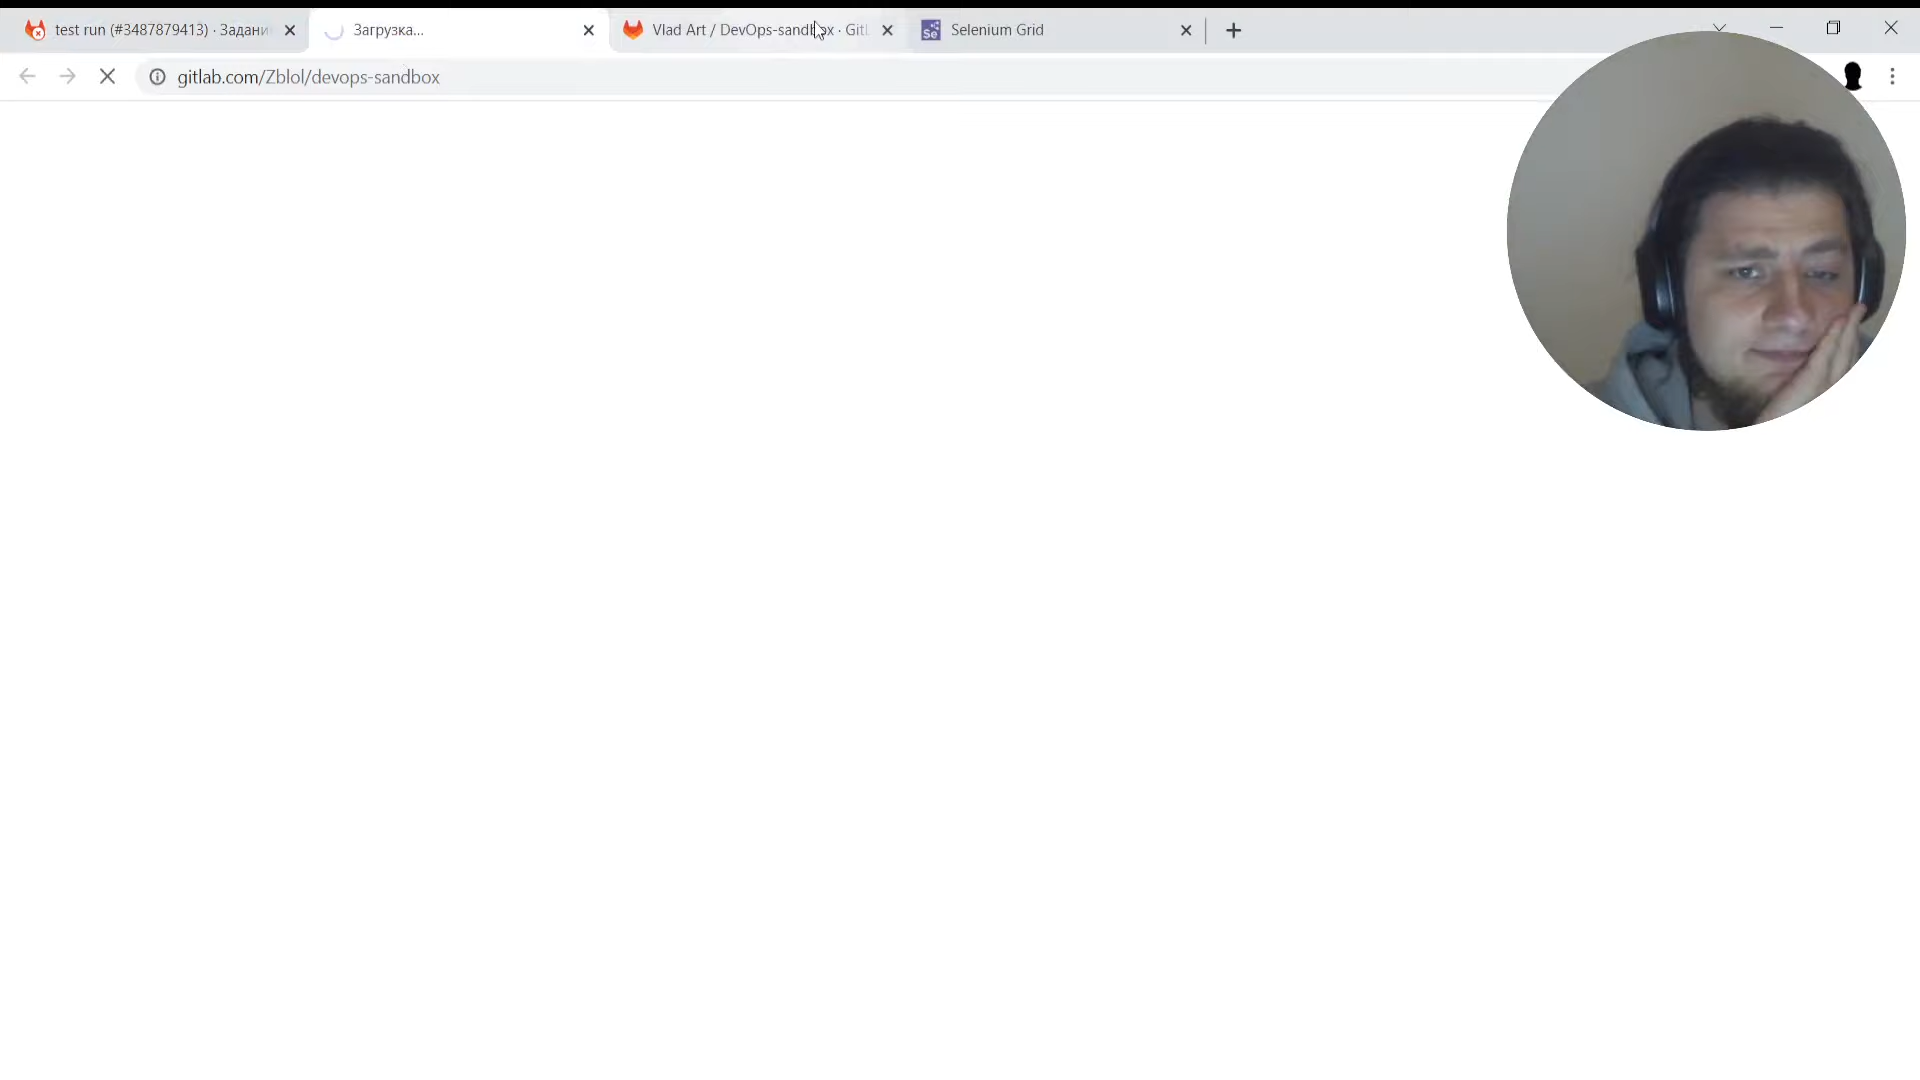 test run (#3487879413) · Задани
Загрузка...
Vlad Art / DevOps-sandbox · Git
Selenium Grid
gitlab.com/Zblol/devops-sandbox